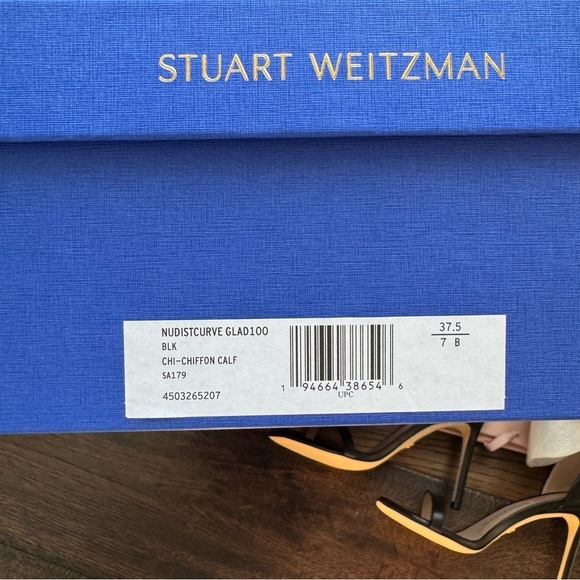 STUART WEITZMAN
NUDISTCURVE GLAD100
BLK
CHI-CHIFFON CALF
SA179
4503265207
1 94664 38654 6
UPC
37.5
7 B